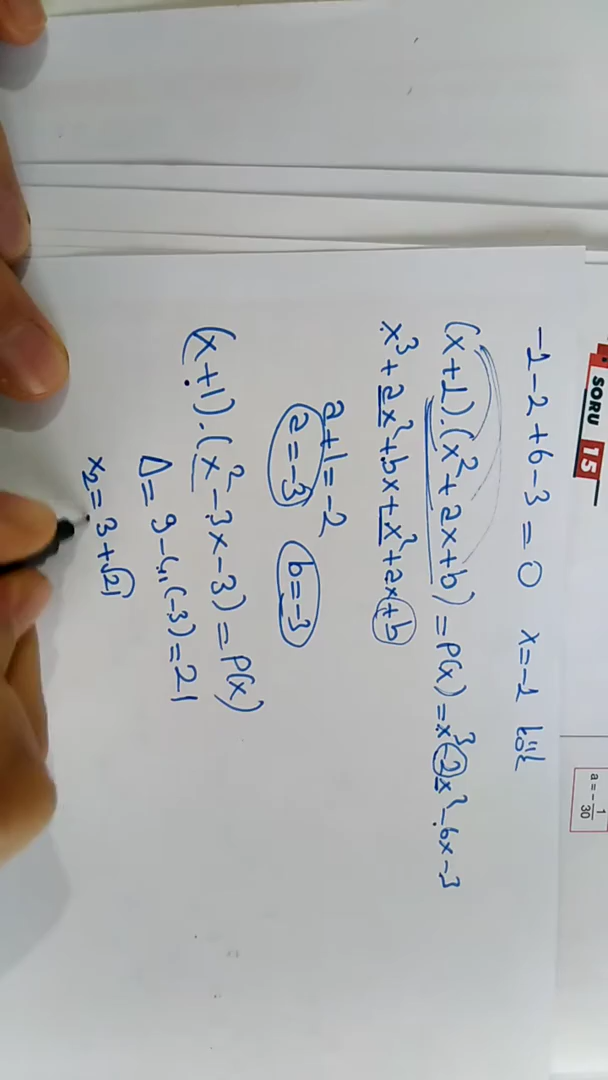 SORU 15
a = -1/30
-1-2+6-3=0 x=-1 kök
(x+1).(x²+ax+b)=P(x)=x³-2x²-6x-3
x³+ax²+bx+x²+ax+b
a+1=-2
a=-3 b=-3
(x+1).(x²-3x-3)=P(x)
Δ=9-4.1(-3)=21
x₂=3+√21